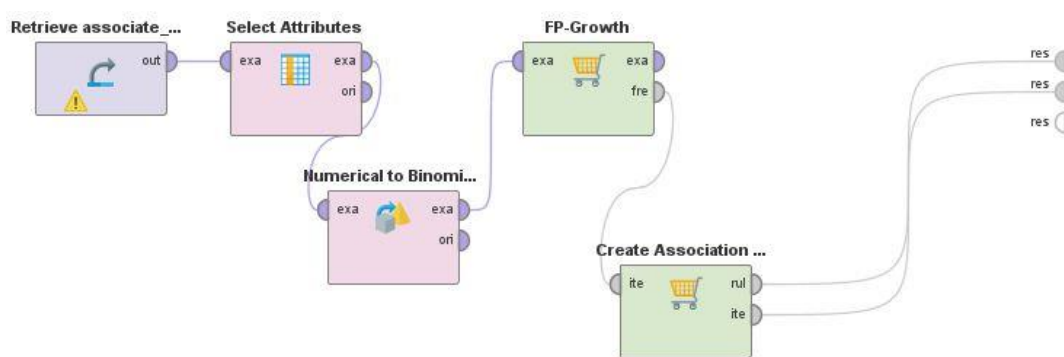 Retrieve associate_...
out
Select Attributes
exa exa
ori
Numerical to Binomi...
exa exa
ori
FP-Growth
exa exa
fre
Create Association ...
ite rul
ite
res
res
res